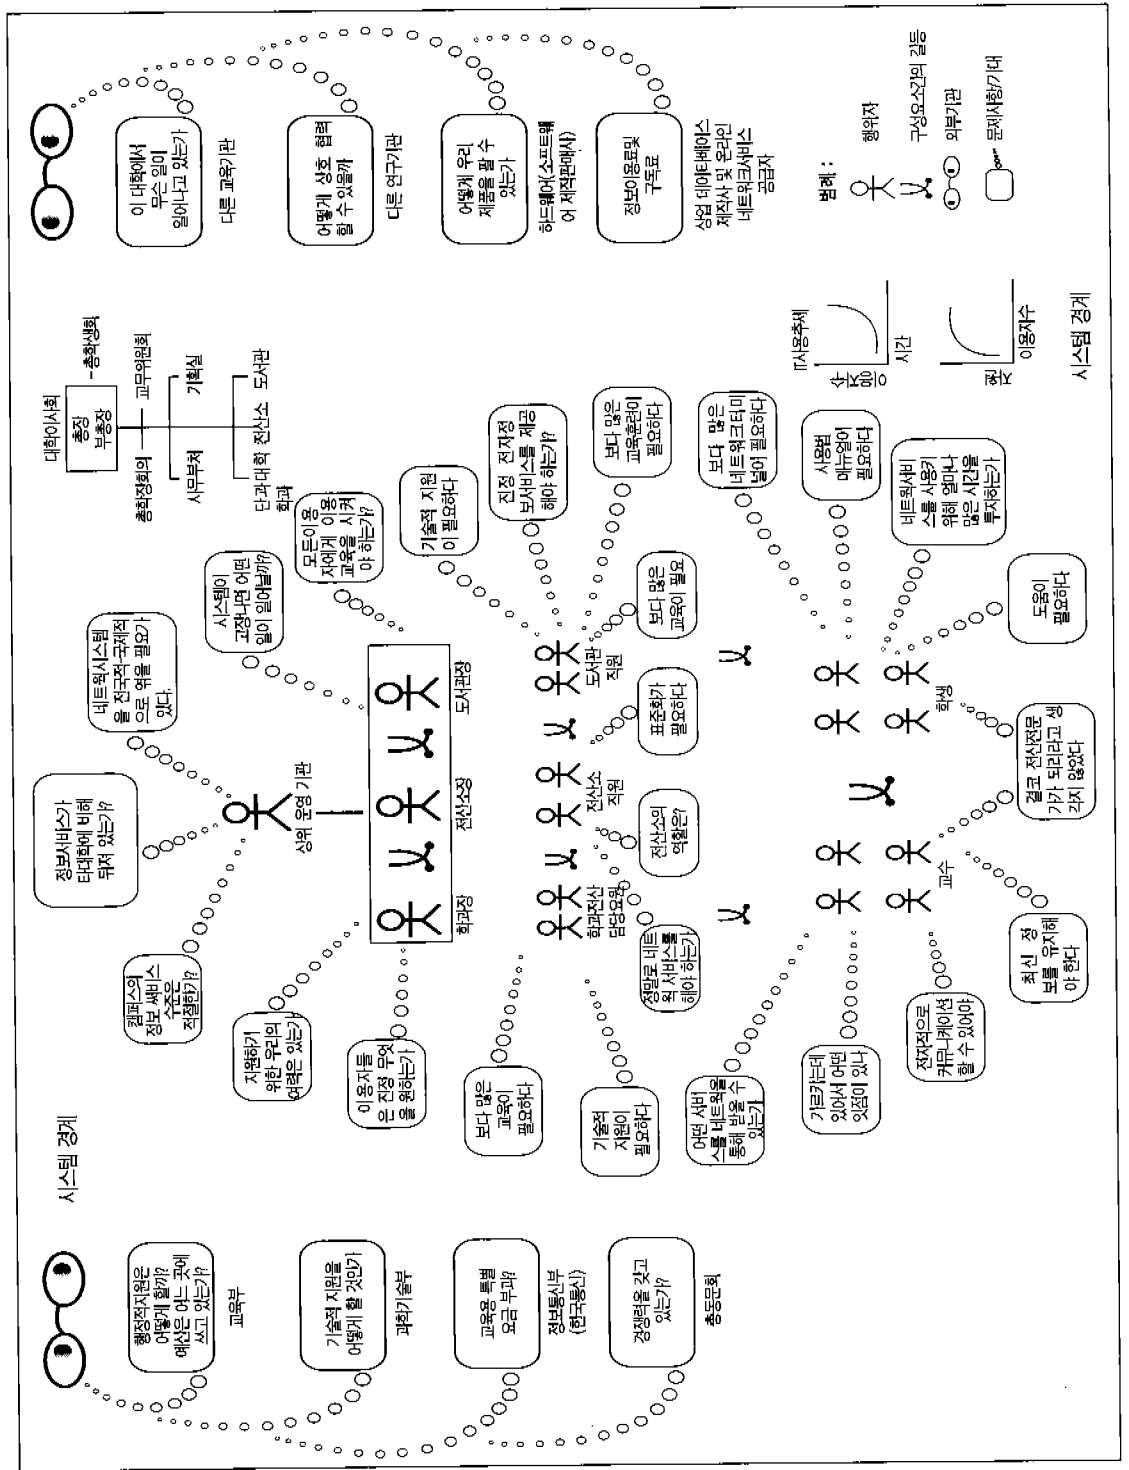 시스템 경계
행정적지원은
어떻게 할까?
예산은 어느 곳에
쓰고 있는가?
교육부
기술적 지원을
어떻게 할 것인가
과학기술부
교육용 특별
요금 부과?
정보통신부
(한국통신)
경쟁력을 갖고
있는가?
총동문회
캠퍼스의
정보 써비스
수준은
적절한가?
정보서비스가
타대학에 비해
뒤져 있는가?
네트웍시스템
을 전국적·국제적
으로 엮을 필요가
있다.
상위 운영 기관
지원하기
위한 우리의
여력은 있는가
이용자들
은 진정 무엇
을 원하는가
시스템이
고장나면 어떤
일이 일어날까?
모든이용
자에게 이용
교육을 시켜
야 하는가?
학과장
전산소장
도서관장
보다 많은
교육이
필요하다
기술적
지원이
필요하다
정말로 네트
웍 서비스를
해야 하는가
학과전산
담당요원
전산소의
역할은?
전산소
직원
표준화가
필요하다
도서관
직원
보다 많은
교육이 필요
기술적 지원
이 필요하다
진정 전자정
보서비스를 제공
해야 하는가?
보다 많은
교육훈련이
필요하다
어떤 서비
스를 네트웍을
통해 받을 수
있는가
가르키는데
있어서 어떤
잇점이 있나
전자적으로
커뮤니케이션
할 수 있어야
최신 정
보를 유지해
야 한다
교수
결코 전산전문
가가 되리라고 생
각지 않았다
학생
도움이
필요하다
네트웍서비
스를 사용키
위해 얼마나
많은 시간을
투자하는가
사용법
메뉴얼이
필요하다
보다 많은
네트워크터미
널이 필요하다
대학이사회
총장
부총장
- 총학생회
총학장회의
교무위원회
사무부처
기획실
단과대학 전산소 도서관
학과
이 대학에서
무슨 일이
일어나고 있는가
다른 교육기관
어떻게 상호 협력
할 수 있을까
다른 연구기관
어떻게 우리
제품을 팔 수
있는가
하드웨어(소프트웨
어 제작판매사)
정보이용료및
구독료
상업 데이타베이스
제작사 및 온라인
네트워크서비스
공급자
IT사용추세
시간
이용자수
시스템 경계
범례:
행위자
구성요소간의 갈등
외부기관
문제사항/기대